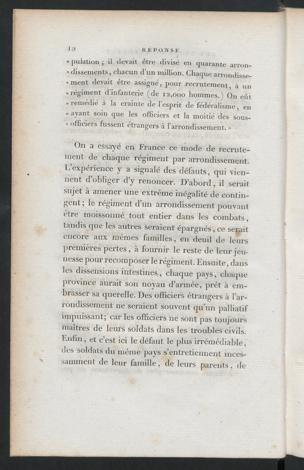 10 RÉPONSE
« pulation ; il devait être divisé en quarante arron-
« dissements, chacun d'un million. Chaque arrondisse-
« ment devait être assigné, pour recrutement, à un
« régiment d'infanterie (de 12,000 hommes.) On eût
« remédié à la crainte de l'esprit de fédéralisme, en
« ayant soin que les officiers et la moitié des sous-
« officiers fussent étrangers à l'arrondissement. »
On a essayé en France ce mode de recrute-
ment de chaque régiment par arrondissement.
L'expérience y a signalé des défauts, qui vien-
nent d'obliger d'y renoncer. D'abord, il serait
sujet à amener une extrême inégalité de contin-
gent ; le régiment d'un arrondissement pouvant
être moissonné tout entier dans les combats,
tandis que les autres seraient épargnés, ce serait
encore aux mêmes familles, en deuil de leurs
premières pertes, à fournir le reste de leur jeu-
nesse pour recomposer le régiment. Ensuite, dans
les dissensions intestines, chaque pays, chaque
province aurait son noyau d'armée, prêt à em-
brasser sa querelle. Des officiers étrangers à l'ar-
rondissement ne seraient souvent qu'un palliatif
impuissant; car les officiers ne sont pas toujours
maîtres de leurs soldats dans les troubles civils.
Enfin, et c'est ici le défaut le plus irrémédiable,
des soldats du même pays s'entretiennent inces-
samment de leur famille, de leurs parents, de